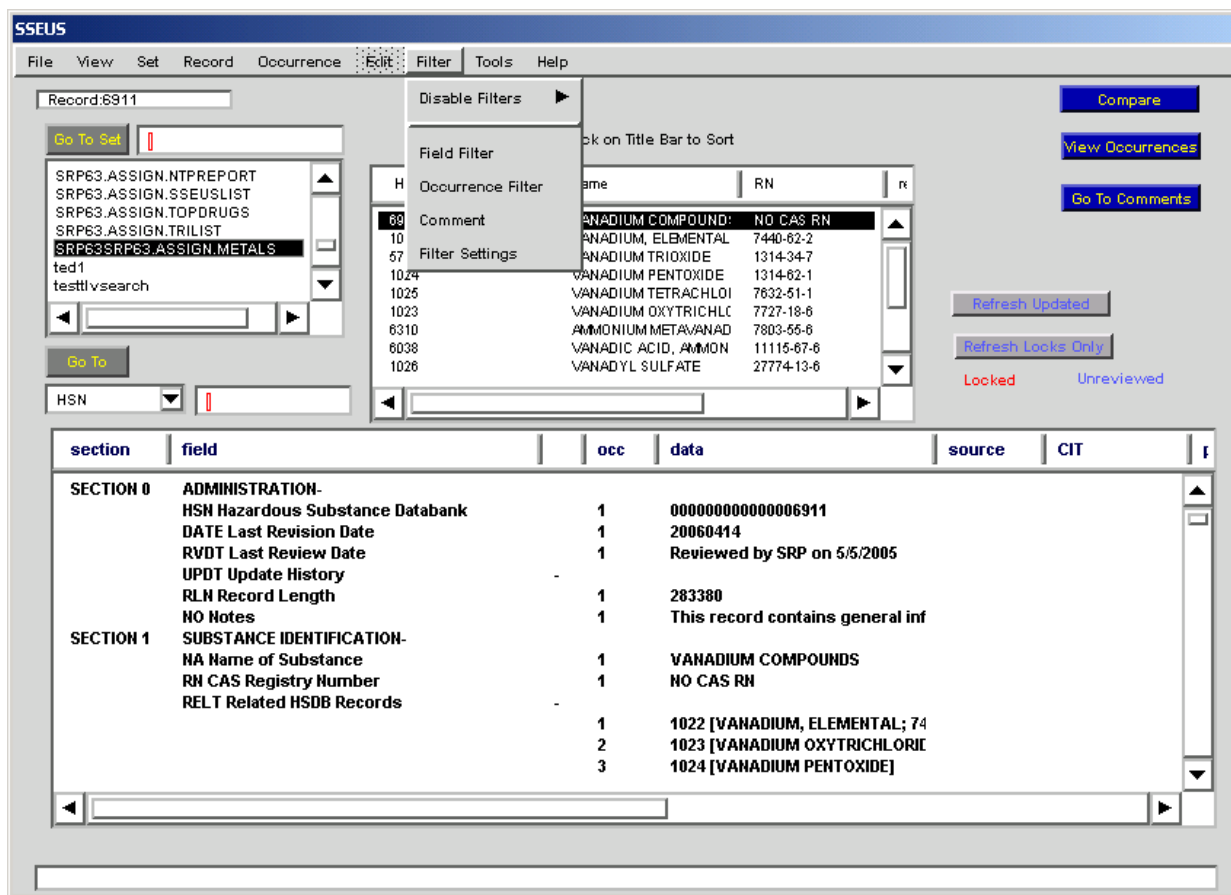 SSEUS
File View Set Record Occurrence Edit Filter Tools Help
Record:6911
Disable Filters
Field Filter
Occurrence Filter
Comment
Filter Settings
on Title Bar to Sort
Compare
View Occurrences
Go To Comments
Go To Set
SRP63.ASSIGN.NTPREPORT
SRP63.ASSIGN.SSEUSLIST
SRP63.ASSIGN.TOPDRUGS
SRP63.ASSIGN.TRILIST
SRP63SRP63.ASSIGN.METALS
ted1
testtlvsearch
Go To
HSN
H ame RN re
69 ANADIUM COMPOUND: NO CAS RN
10 ANADIUM, ELEMENTAL 7440-62-2
57 ANADIUM TRIOXIDE 1314-34-7
1024 VANADIUM PENTOXIDE 1314-62-1
1025 VANADIUM TETRACHLOI 7632-51-1
1023 VANADIUM OXYTRICHLC 7727-18-6
6310 AMMONIUM METAVANAD 7803-55-6
6038 VANADIC ACID, AMMON 11115-67-6
1026 VANADYL SULFATE 27774-13-6
Refresh Updated
Refresh Locks Only
Locked Unreviewed
section field occ data source CIT
SECTION 0 ADMINISTRATION-
HSN Hazardous Substance Databank 1 000000000000006911
DATE Last Revision Date 1 20060414
RVDT Last Review Date 1 Reviewed by SRP on 5/5/2005
UPDT Update History -
RLN Record Length 1 283380
NO Notes 1 This record contains general inf
SECTION 1 SUBSTANCE IDENTIFICATION-
NA Name of Substance 1 VANADIUM COMPOUNDS
RN CAS Registry Number 1 NO CAS RN
RELT Related HSDB Records -
1 1022 [VANADIUM, ELEMENTAL; 74
2 1023 [VANADIUM OXYTRICHLORID
3 1024 [VANADIUM PENTOXIDE]